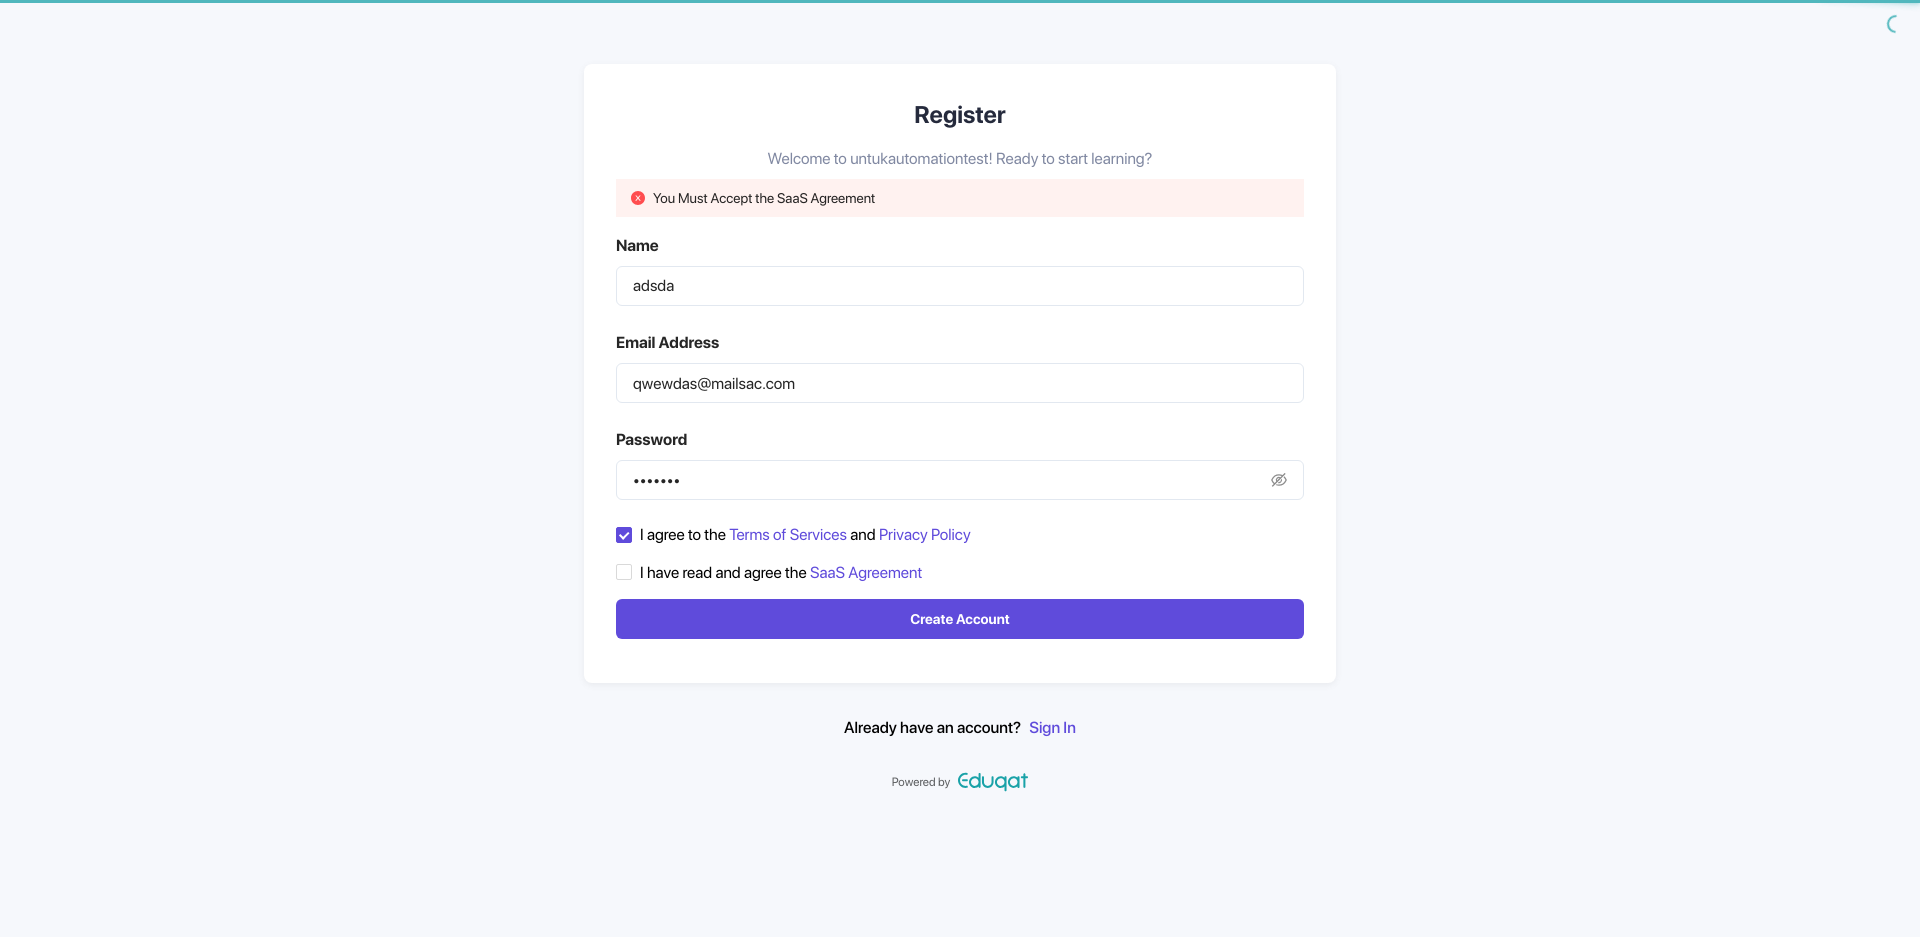 Register
Welcome to untukautomationtest! Ready to start learning?
You Must Accept the SaaS Agreement
Name
adsda
Email Address
qwewdas@mailsac.com
Password
•••••••
I agree to the Terms of Services and Privacy Policy
I have read and agree the SaaS Agreement
Create Account
Already have an account? Sign In
Powered by Eduqat